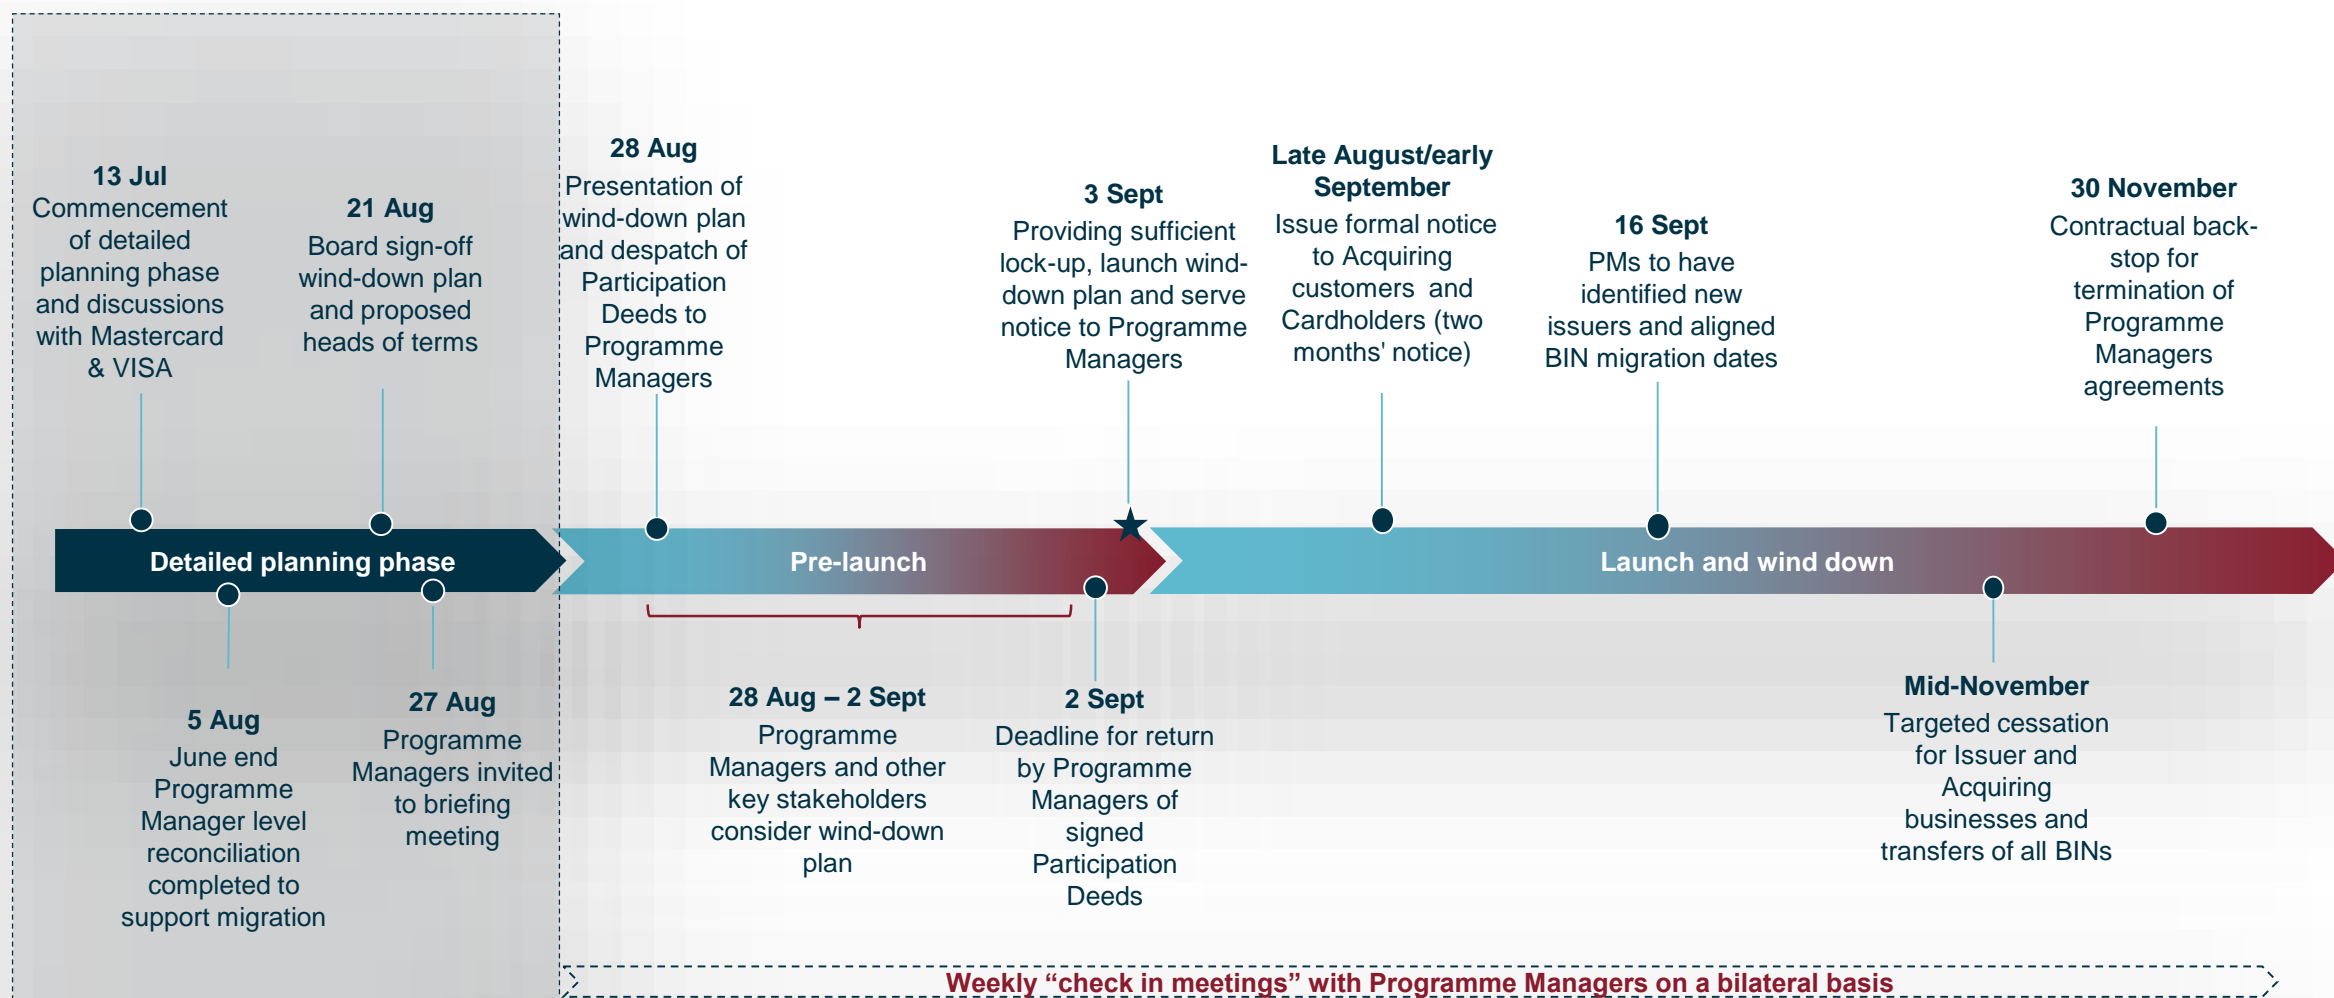 13 Jul
Commencement
of detailed
planning phase
and discussions
with Mastercard
& VISA
21 Aug
Board sign-off
wind-down plan
and proposed
heads of terms
28 Aug
Presentation of
wind-down plan
and despatch of
Participation
Deeds to
Programme
Managers
3 Sept
Providing sufficient
lock-up, launch wind-
down plan and serve
notice to Programme
Managers
Late August/early
September
Issue formal notice
to Acquiring
customers and
Cardholders (two
months' notice)
16 Sept
PMs to have
identified new
issuers and aligned
BIN migration dates
30 November
Contractual back-
stop for
termination of
Programme
Managers
agreements
Detailed planning phase
Pre-launch
Launch and wind down
5 Aug
June end
Programme
Manager level
reconciliation
completed to
support migration
27 Aug
Programme
Managers invited
to briefing
meeting
28 Aug – 2 Sept
Programme
Managers and other
key stakeholders
consider wind-down
plan
2 Sept
Deadline for return
by Programme
Managers of
signed
Participation
Deeds
Mid-November
Targeted cessation
for Issuer and
Acquiring
businesses and
transfers of all BINs
Weekly “check in meetings” with Programme Managers on a bilateral basis